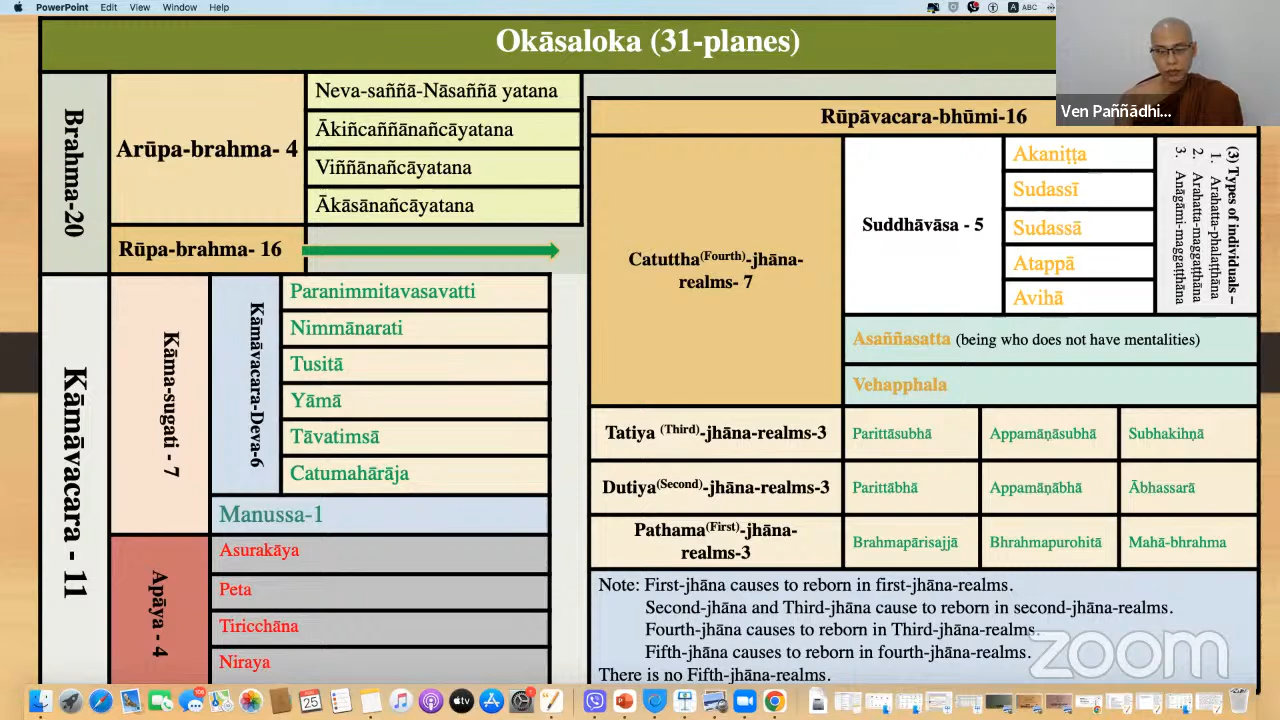 PowerPoint Edit View Window Help
ABC
Okāsaloka (31-planes)
Ven Paññādhi...
Brahma-20
Arūpa-brahma- 4
Neva-saññā-Nāsaññā yatana
Ākiñcaññānañcāyatana
Viññānañcāyatana
Ākāsānañcāyatana
Rūpa-brahma- 16
Kāmāvacara - 11
Kāma-sugati - 7
Kāmāvacara-Deva-6
Paranimmitavasavatti
Nimmānarati
Tusitā
Yāmā
Tāvatimsā
Catumahārāja
Manussa-1
Apāya - 4
Asurakāya
Peta
Tiricchāna
Niraya
Rūpāvacara-bhūmi-16
Catuttha(Fourth)-jhāna-
realms- 7
Suddhāvāsa - 5
Akaniṭṭa
Sudassī
Sudassā
Atappā
Avihā
(3) Types of individuals –
1. Arahatta-phalaṭṭhāna
2. Arahatta-maggaṭṭhāna
3. Anāgāmi-maggaṭṭhāna
Asaññasatta (being who does not have mentalities)
Vehapphala
Tatiya (Third)-jhāna-realms-3
Parittāsubhā
Appamāṇāsubhā
Subhakihṇa
Dutiya(Second)-jhāna-realms-3
Parittābhā
Appamāṇābhā
Ābhassarā
Pathama(First)-jhāna-
realms-3
Brahmapārisajjā
Bhrahmapurohitā
Mahā-bhrahma
Note: First-jhāna causes to reborn in first-jhāna-realms.
Second-jhāna and Third-jhāna cause to reborn in second-jhāna-realms.
Fourth-jhāna causes to reborn in Third-jhāna-realms.
Fifth-jhāna causes to reborn in fourth-jhāna-realms.
There is no Fifth-jhāna-realms.
zoom
25
tv